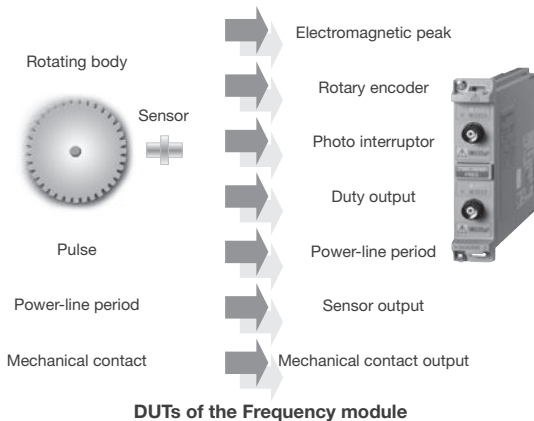 Electromagnetic peak
Rotating body
Rotary encoder
Sensor
Photo interruptor
Duty output
Pulse
Power-line period
Power-line period
Sensor output
Mechanical contact
Mechanical contact output
DUTs of the Frequency module